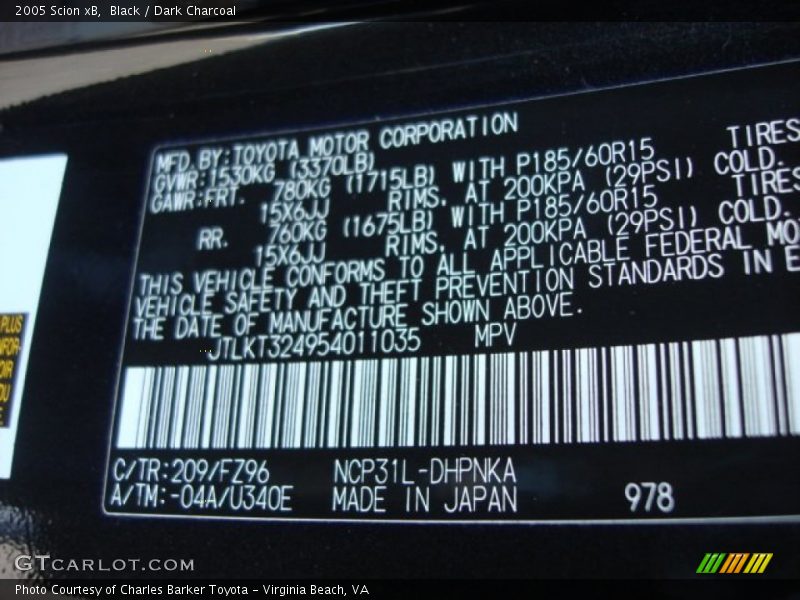 2005 Scion xB, Black / Dark Charcoal
MFD. BY: TOYOTA MOTOR CORPORATION
GVWR: 1530KG (3370LB)
GAWR: FRT. 780KG (1715LB) WITH P185/60R15 TIRES
15X6JJ RIMS, AT 200KPA (29PSI) COLD.
RR. 760KG (1675LB) WITH P185/60R15 TIRES
15X6JJ RIMS, AT 200KPA (29PSI) COLD.
THIS VEHICLE CONFORMS TO ALL APPLICABLE FEDERAL MO
VEHICLE SAFETY AND THEFT PREVENTION STANDARDS IN E
THE DATE OF MANUFACTURE SHOWN ABOVE.
JTLKT324954011035 MPV
PLUS
C/TR: 209/FZ96 NCP31L-DHPNKA
A/TM: -04A/U340E MADE IN JAPAN 978
GTCARLOT.COM
Photo Courtesy of Charles Barker Toyota - Virginia Beach, VA